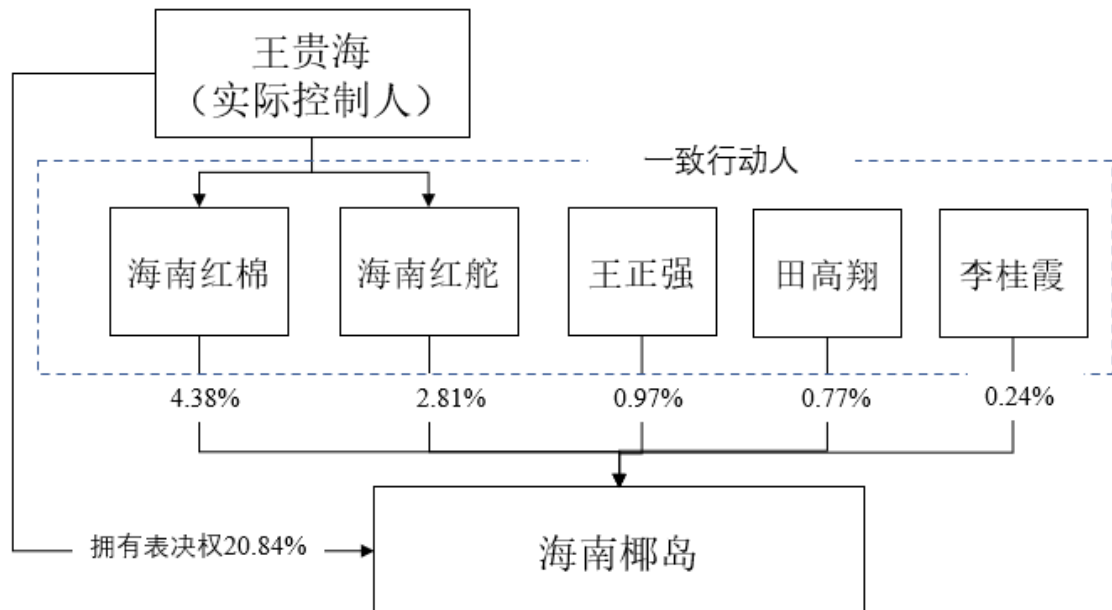 王贵海
（实际控制人）
一致行动人
海南红棉
海南红舵
王正强
田高翔
李桂霞
4.38%
2.81%
0.97%
0.77%
0.24%
拥有表决权20.84%
海南椰岛